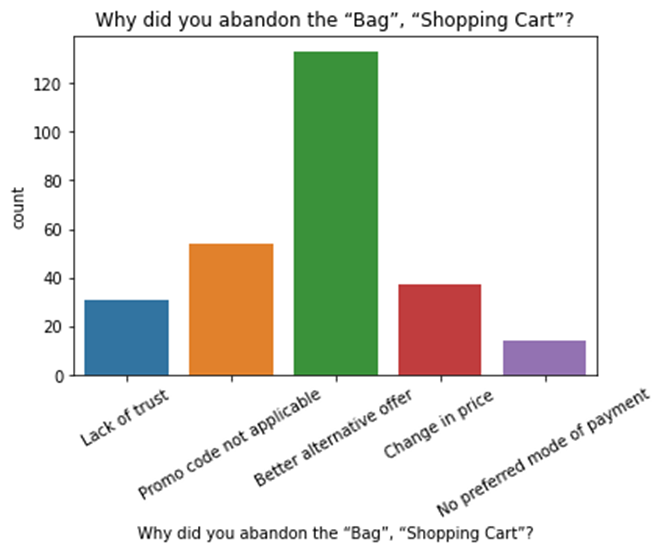 Why did you abandon the “Bag”, “Shopping Cart”?
120
100
80
60
40
20
0
count
Lack of trust
Promo code not applicable
Better alternative offer
Change in price
No preferred mode of payment
Why did you abandon the “Bag”, “Shopping Cart”?